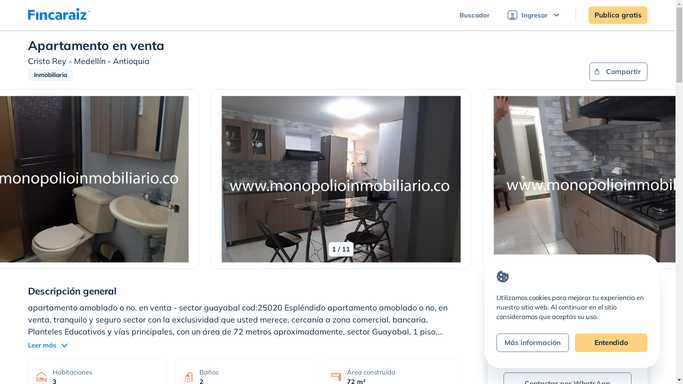 Fincaraiz
Buscador
Ingresar
Publica gratis
Apartamento en venta
Cristo Rey - Medellín - Antioquia
Inmobiliaria
Compartir
www.monopolioinmobiliario.co
1 / 11
Descripción general
apartamento amoblado o no, en venta - sector guayabal cod:25020 Espléndido apartamento amoblado o no, en
venta, tranquilo y seguro sector con la exclusividad que usted merece, cercanía a zona comercial, bancaria,
Planteles Educativos y vías principales, con un área de 72 metros aproximadamente, sector Guayabal, 1 piso,...
Leer más
Habitaciones
3
Baños
2
Área construida
72 m²
Utilizamos cookies para mejorar tu experiencia en
nuestro sitio web. Al continuar en el sitio
consideramos que aceptas su uso.
Más información
Entendido
Contactar por WhatsApp